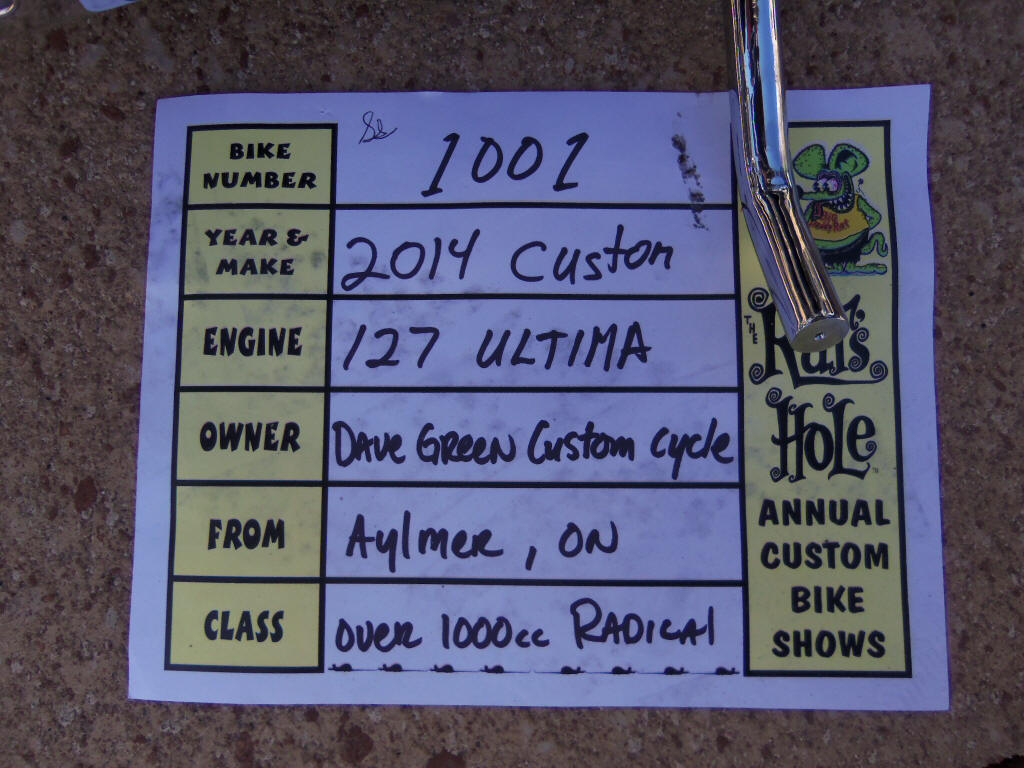 BIKE NUMBER 1001
YEAR & MAKE 2014 Custom
ENGINE 127 ULTIMA
OWNER DAVE GREEN Custom Cycle
FROM Aylmer, ON
CLASS OVER 1000cc RADICAl
THE
Rat's
HOLE
ANNUAL
CUSTOM
BIKE
SHOWS